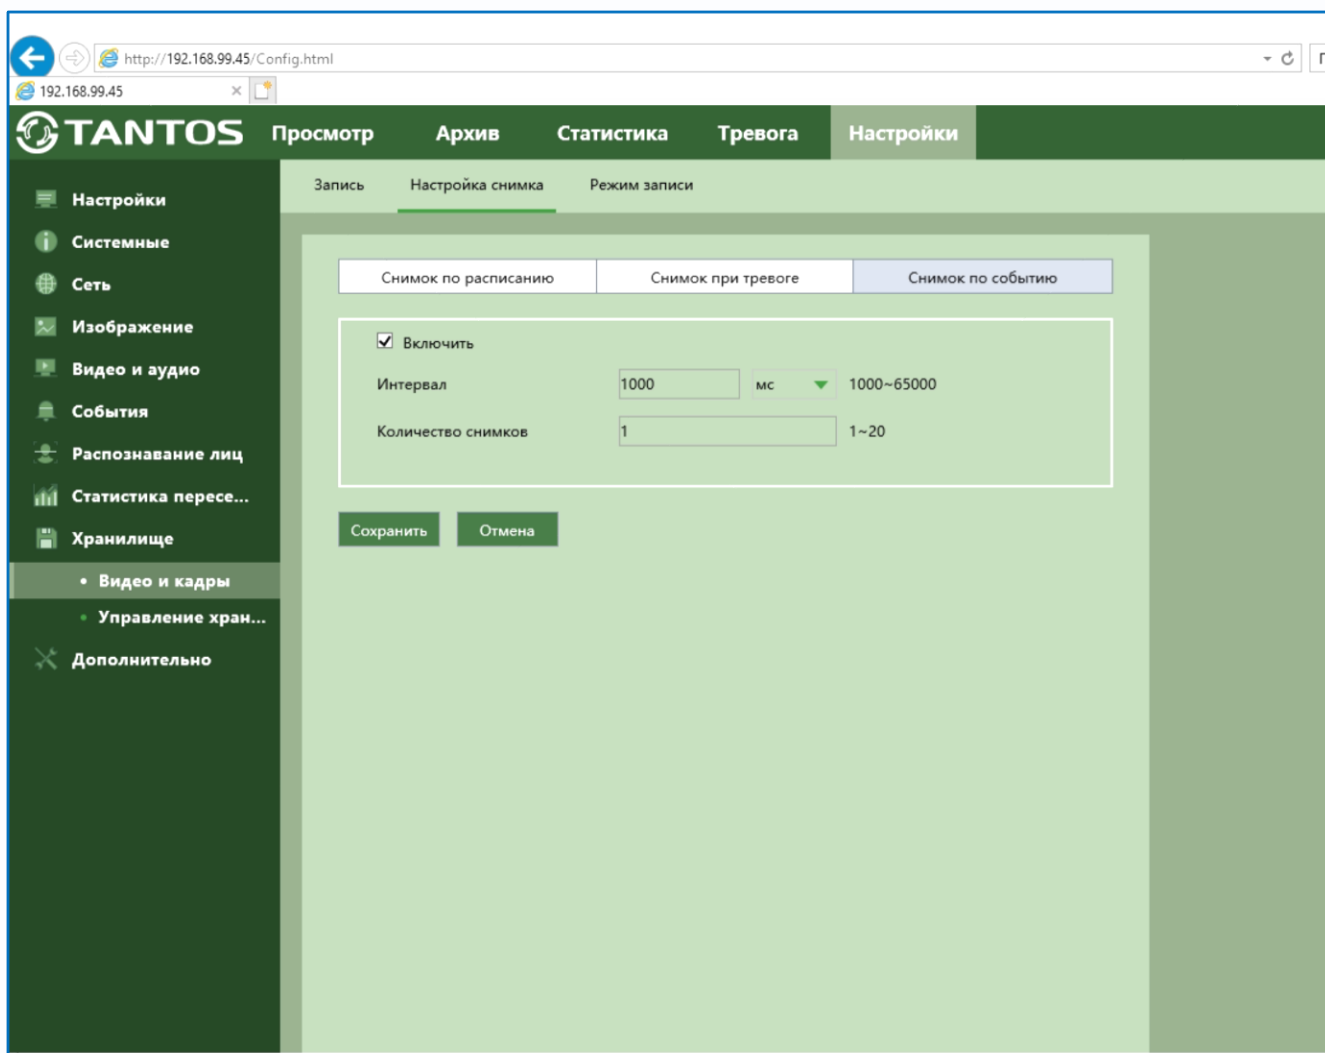 http://192.168.99.45/Config.html
192.168.99.45
TANTOS Просмотр Архив Статистика Тревога Настройки
Запись Настройка снимка Режим записи
Настройки
Системные
Сеть
Изображение
Видео и аудио
События
Распознавание лиц
Статистика пересе...
Хранилище
• Видео и кадры
• Управление хран...
Дополнительно
Снимок по расписанию Снимок при тревоге Снимок по событию
Включить
Интервал 1000 мс 1000~65000
Количество снимков 1 1~20
Сохранить Отмена